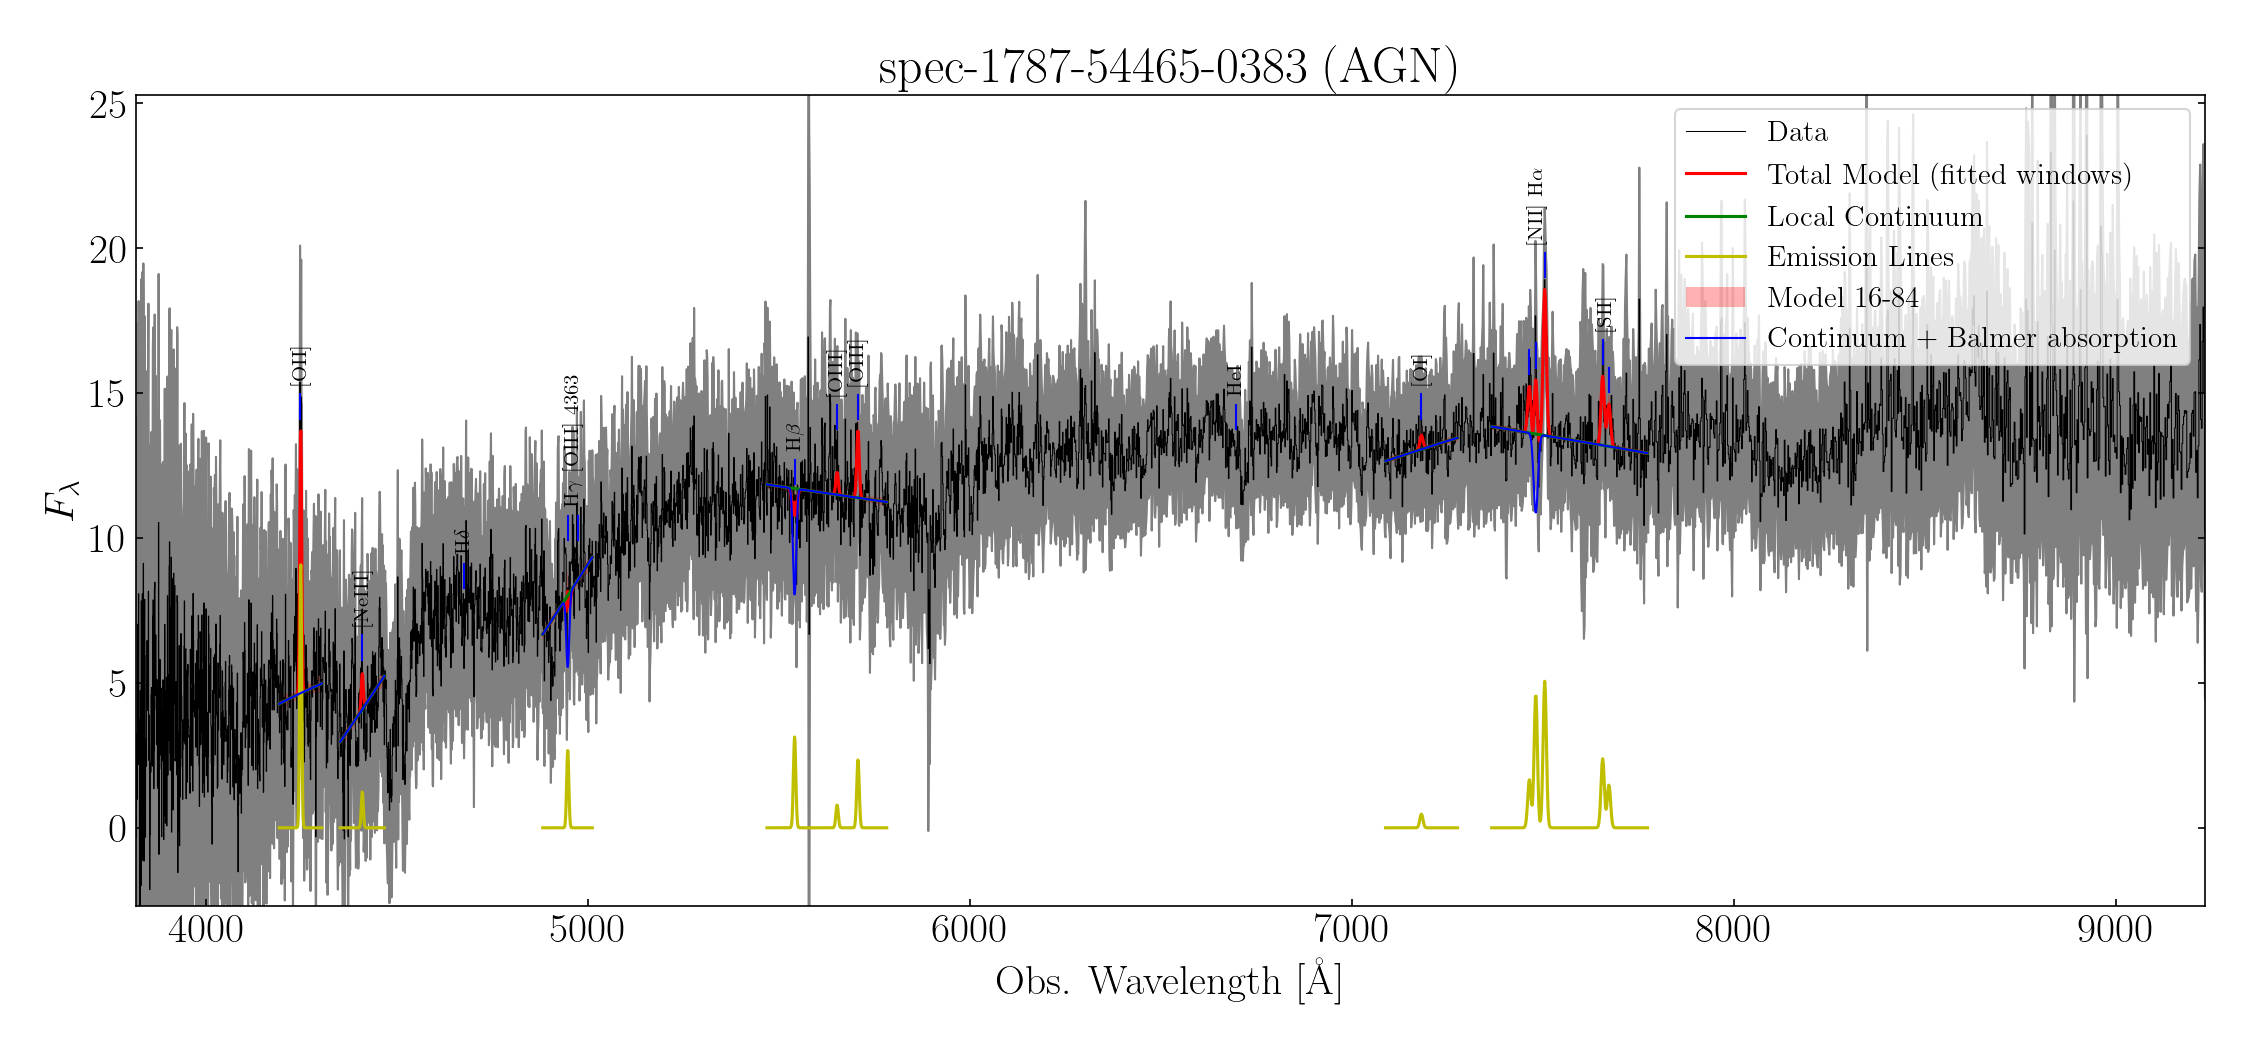 spec-1787-54465-0383 (AGN)
25
20
15
10
5
0
F_λ
4000
5000
6000
7000
8000
9000
Obs. Wavelength [Å]
[OII]
[NeIII]
Hδ
Hγ
[OIII] 4363
Hβ
[OIII]
[OIII]
HeI
[OI]
[NII]
Hα
[SII]
Data
Total Model (fitted windows)
Local Continuum
Emission Lines
Model 16-84
Continuum + Balmer absorption